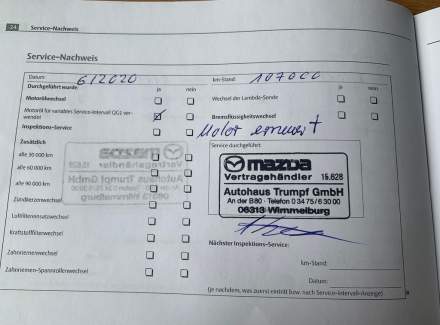 24 Service-Nachweis
Service-Nachweis
Datum: 6/2020 km-Stand: 107000
Durchgeführt wurde: ja nein ja nein
Motorölwechsel Wechsel der Lambda-Sonde
Motoröl für variablen Service-Intervall QG1 ver-
wendet Bremsflüssigkeitswechsel
Inspektions-Service Motor erneuert
Zusätzlich Service durchgeführt:
alle 30 000 km
alle 60 000 km
alle 90 000 km
Zündkerzenwechsel
Luftfiltereinsatzwechsel
Kraftstofffilterwechsel
Zahnriemenwechsel
Zahnriemen-Spannrollenwechsel
mazda
Vertragshändler 15.628
Autohaus Trumpf GmbH
An der B80 · Telefon 0 34 75 / 6 30 00
06313 Wimmelburg
Nächster Inspektions-Service:
km-Stand:
Datum:
(je nachdem, was zuerst eintritt bzw. nach Service-Intervall-Anzeige)